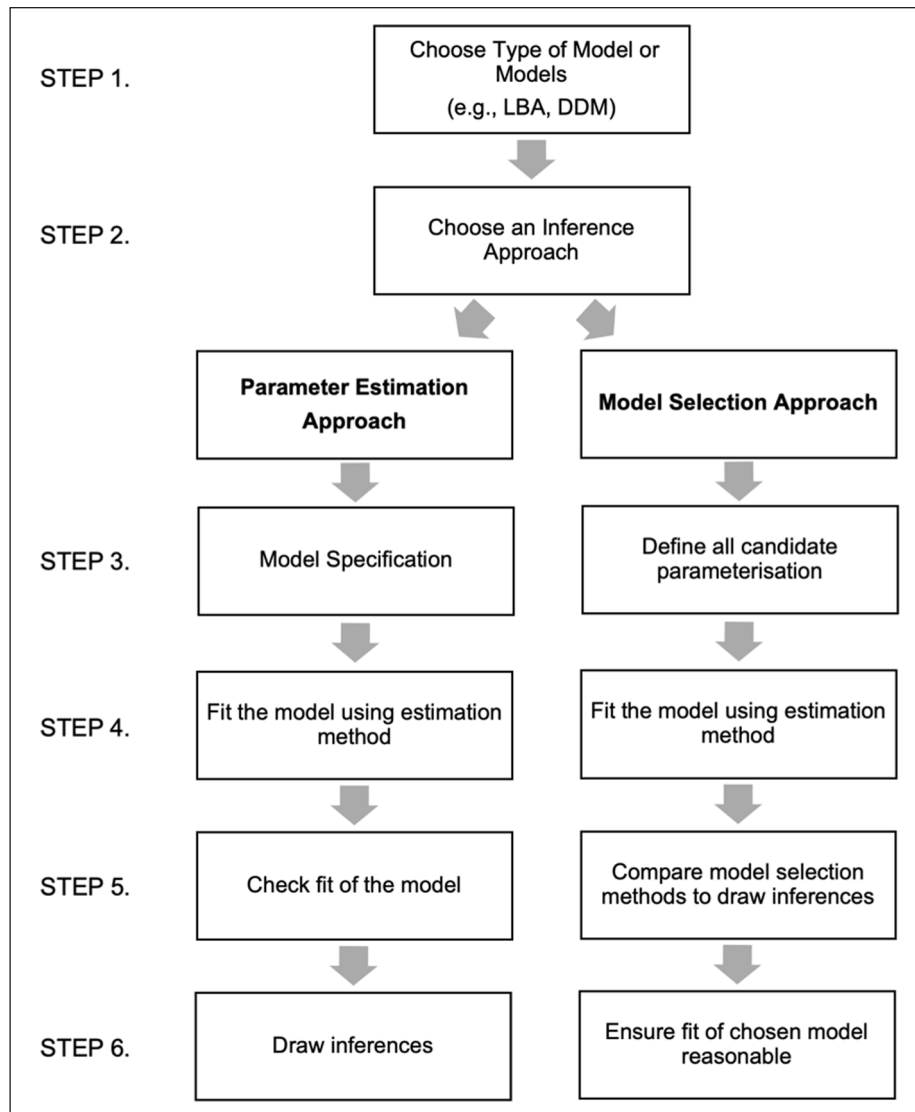 STEP 1.
Choose Type of Model or
Models
(e.g., LBA, DDM)
STEP 2.
Choose an Inference
Approach
Parameter Estimation
Approach
Model Selection Approach
STEP 3.
Model Specification
Define all candidate
parameterisation
STEP 4.
Fit the model using estimation
method
Fit the model using estimation
method
STEP 5.
Check fit of the model
Compare model selection
methods to draw inferences
STEP 6.
Draw inferences
Ensure fit of chosen model
reasonable